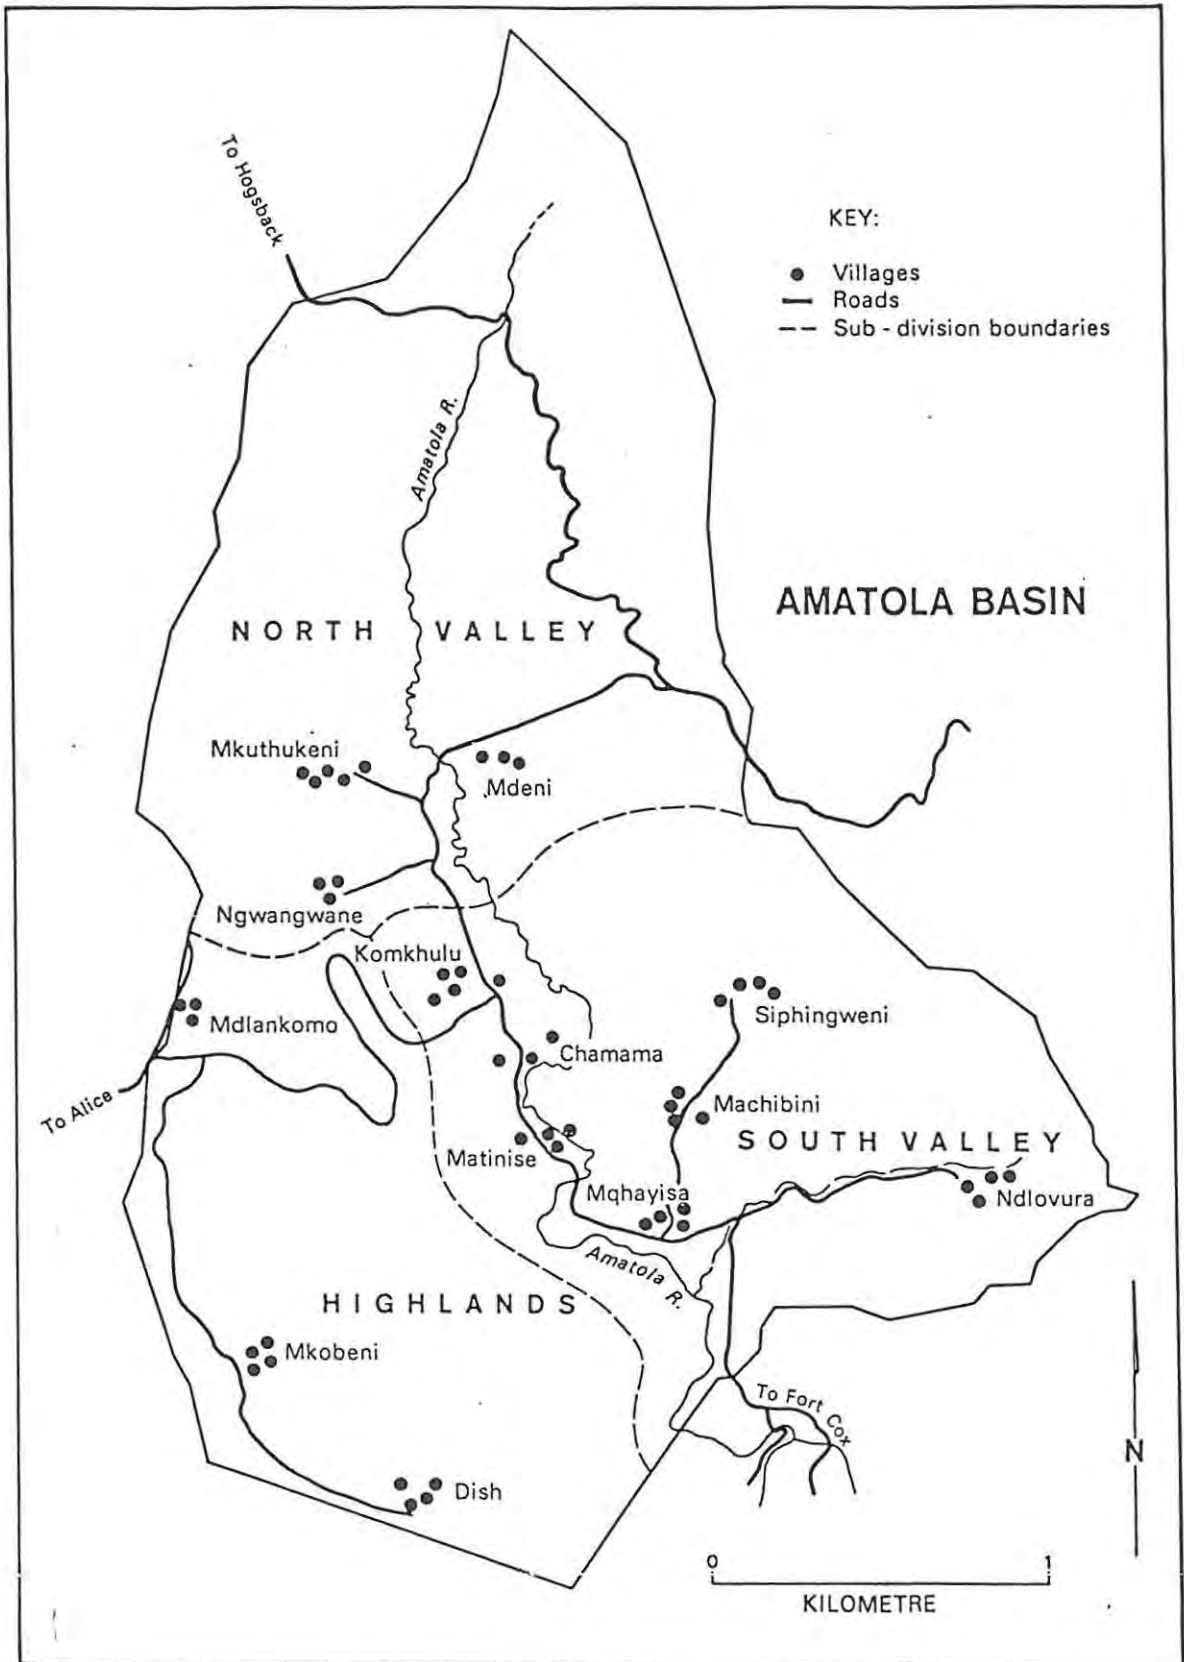 To Hogsback
KEY:
Villages
Roads
Sub - division boundaries
Amatola R.
AMATOLA BASIN
NORTH VALLEY
Mkuthukeni
Mdeni
Ngwangwane
Komkhulu
Mdlankomo
Siphingweni
Chamama
To Alice
Machibini
SOUTH VALLEY
Matinise
Mqhayisa
Ndlovura
Amatola R.
HIGHLANDS
Mkobeni
To Fort Cox
N
Dish
0 1
KILOMETRE